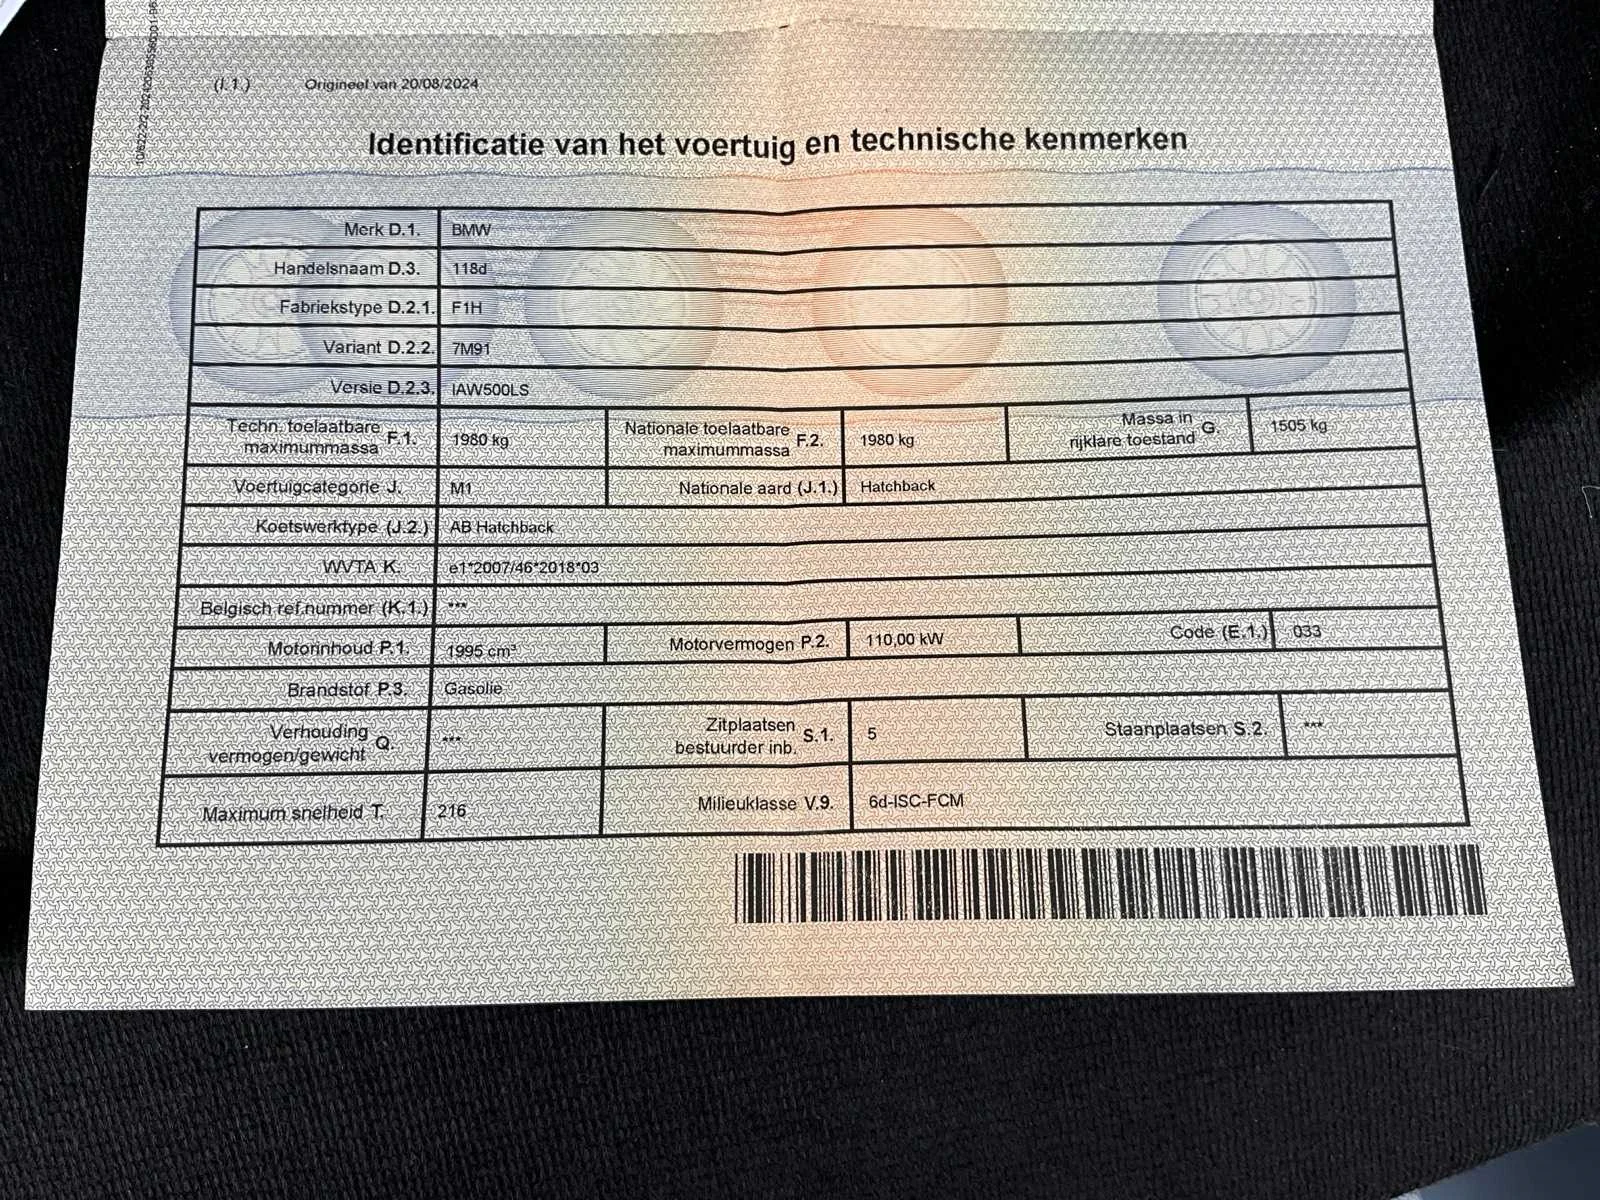 (I.1.) Origineel van 20/08/2024
Identificatie van het voertuig en technische kenmerken
Merk D.1. BMW
Handelsnaam D.3. 118d
Fabriekstype D.2.1. F1H
Variant D.2.2. 7M91
Versie D.2.3. IAW500LS
Techn. toelaatbare maximummassa F.1. 1980 kg Nationale toelaatbare maximummassa F.2. 1980 kg Massa in rijklare toestand G. 1505 kg
Voertuigcategorie J. M1 Nationale aard (J.1.) Hatchback
Koetswerktype (J.2.) AB Hatchback
WVTA K. e1*2007/46*2018*03
Belgisch ref.nummer (K.1.) ***
Motorinhoud P.1. 1995 cm³ Motorvermogen P.2. 110,00 kW Code (E.1.) 033
Brandstof P.3. Gasolie
Verhouding vermogen/gewicht Q. *** Zitplaatsen bestuurder inb. S.1. 5 Staanplaatsen S.2. ***
Maximum snelheid T. 216 Milieuklasse V.9. 6d-ISC-FCM